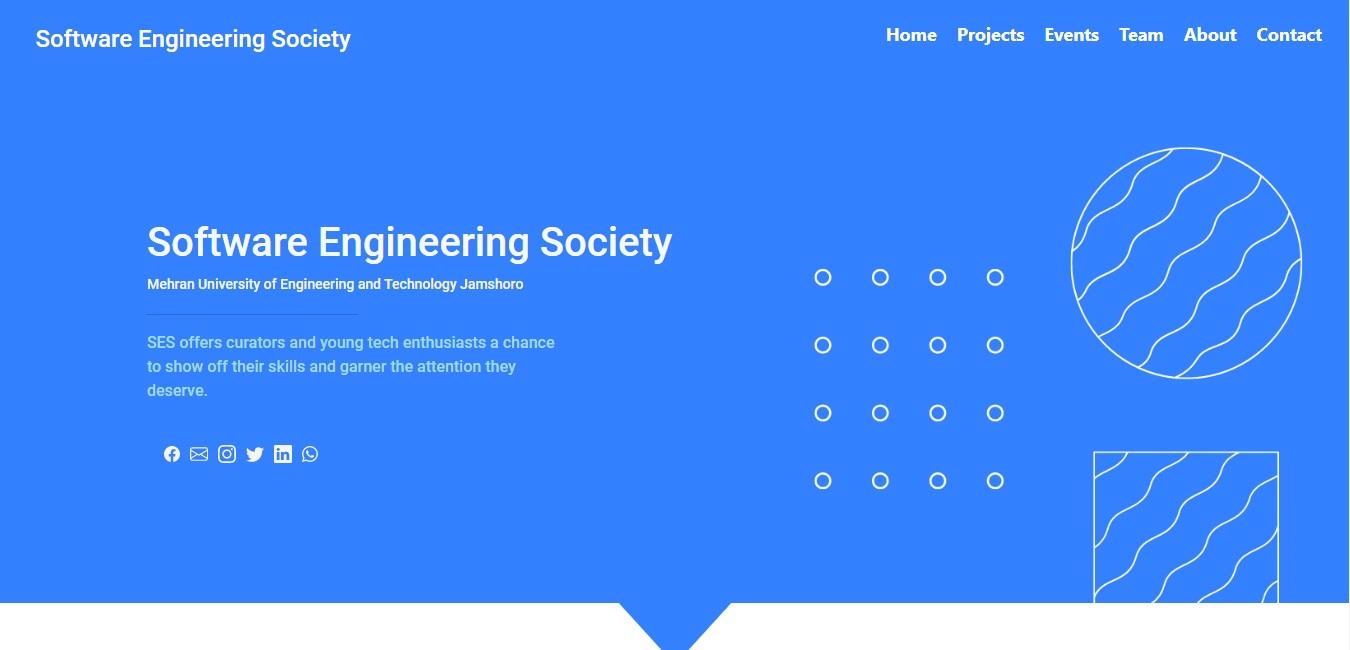 Software Engineering Society
Home Projects Events Team About Contact
Software Engineering Society
Mehran University of Engineering and Technology Jamshoro
SES offers curators and young tech enthusiasts a chance
to show off their skills and garner the attention they
deserve.